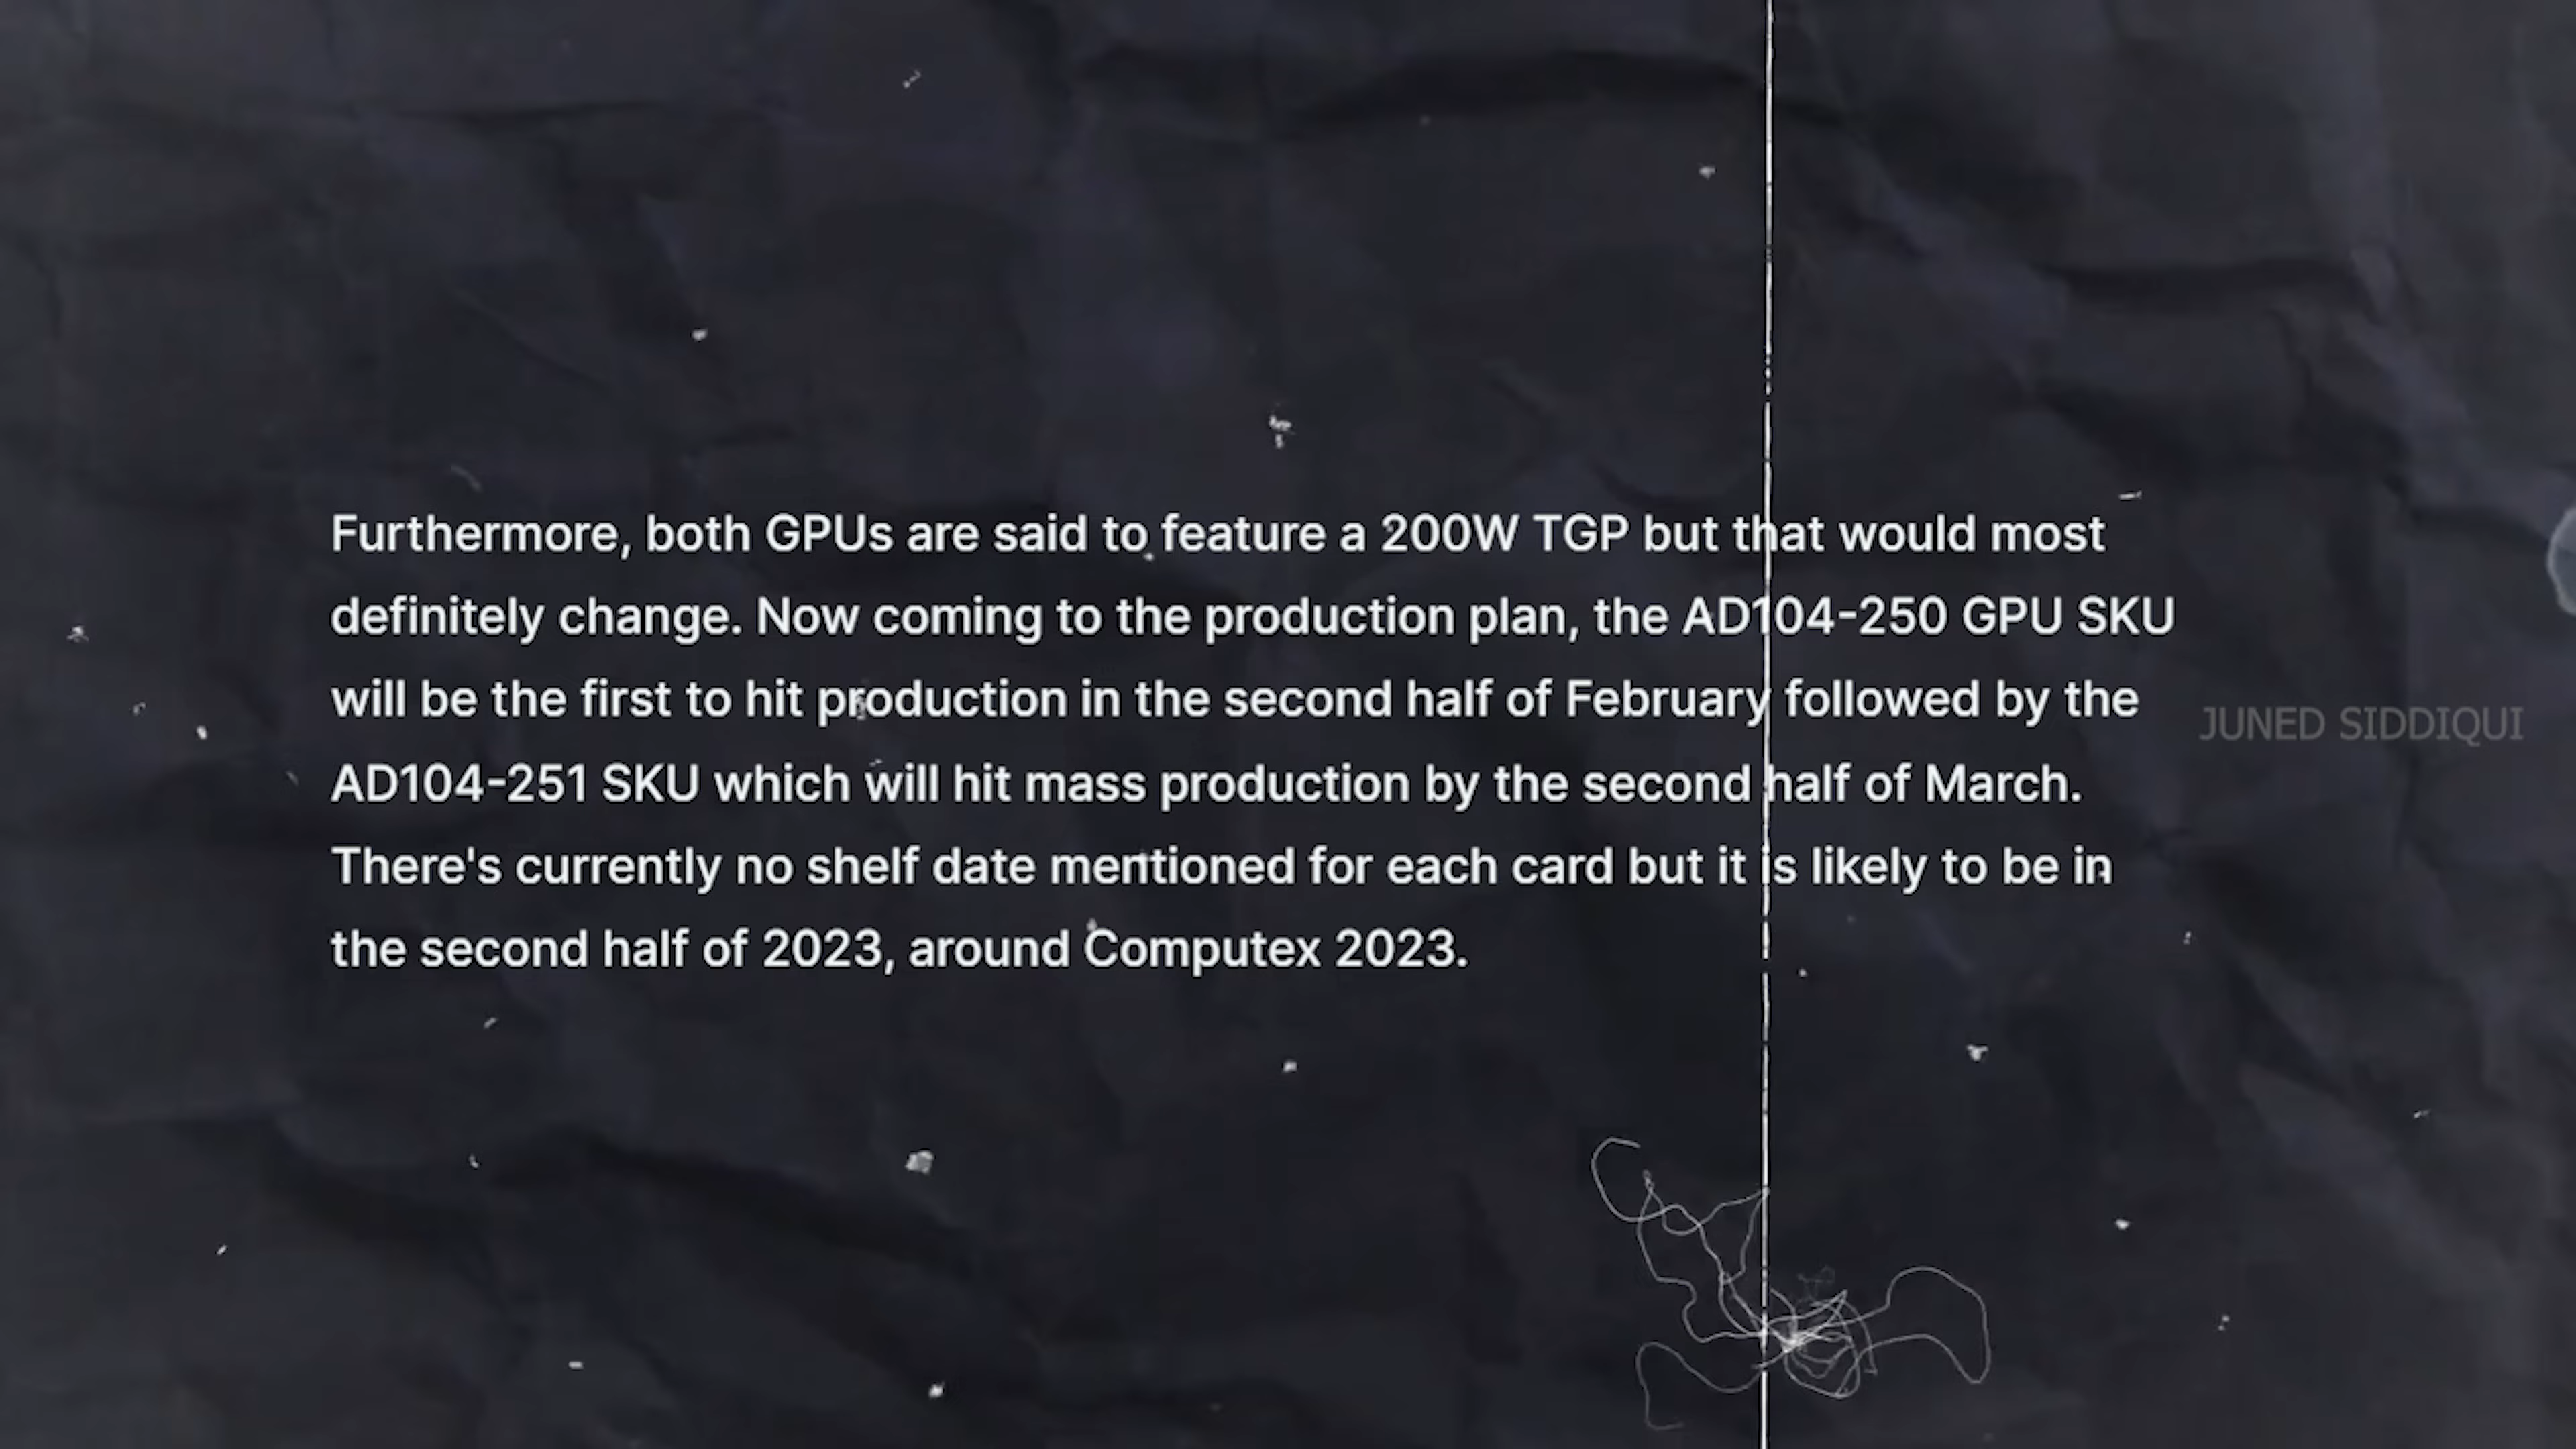 Furthermore, both GPUs are said to feature a 200W TGP but that would most
definitely change. Now coming to the production plan, the AD104-250 GPU SKU
will be the first to hit production in the second half of February followed by the
AD104-251 SKU which will hit mass production by the second half of March.
There's currently no shelf date mentioned for each card but it is likely to be in
the second half of 2023, around Computex 2023.
JUNED SIDDIQUI